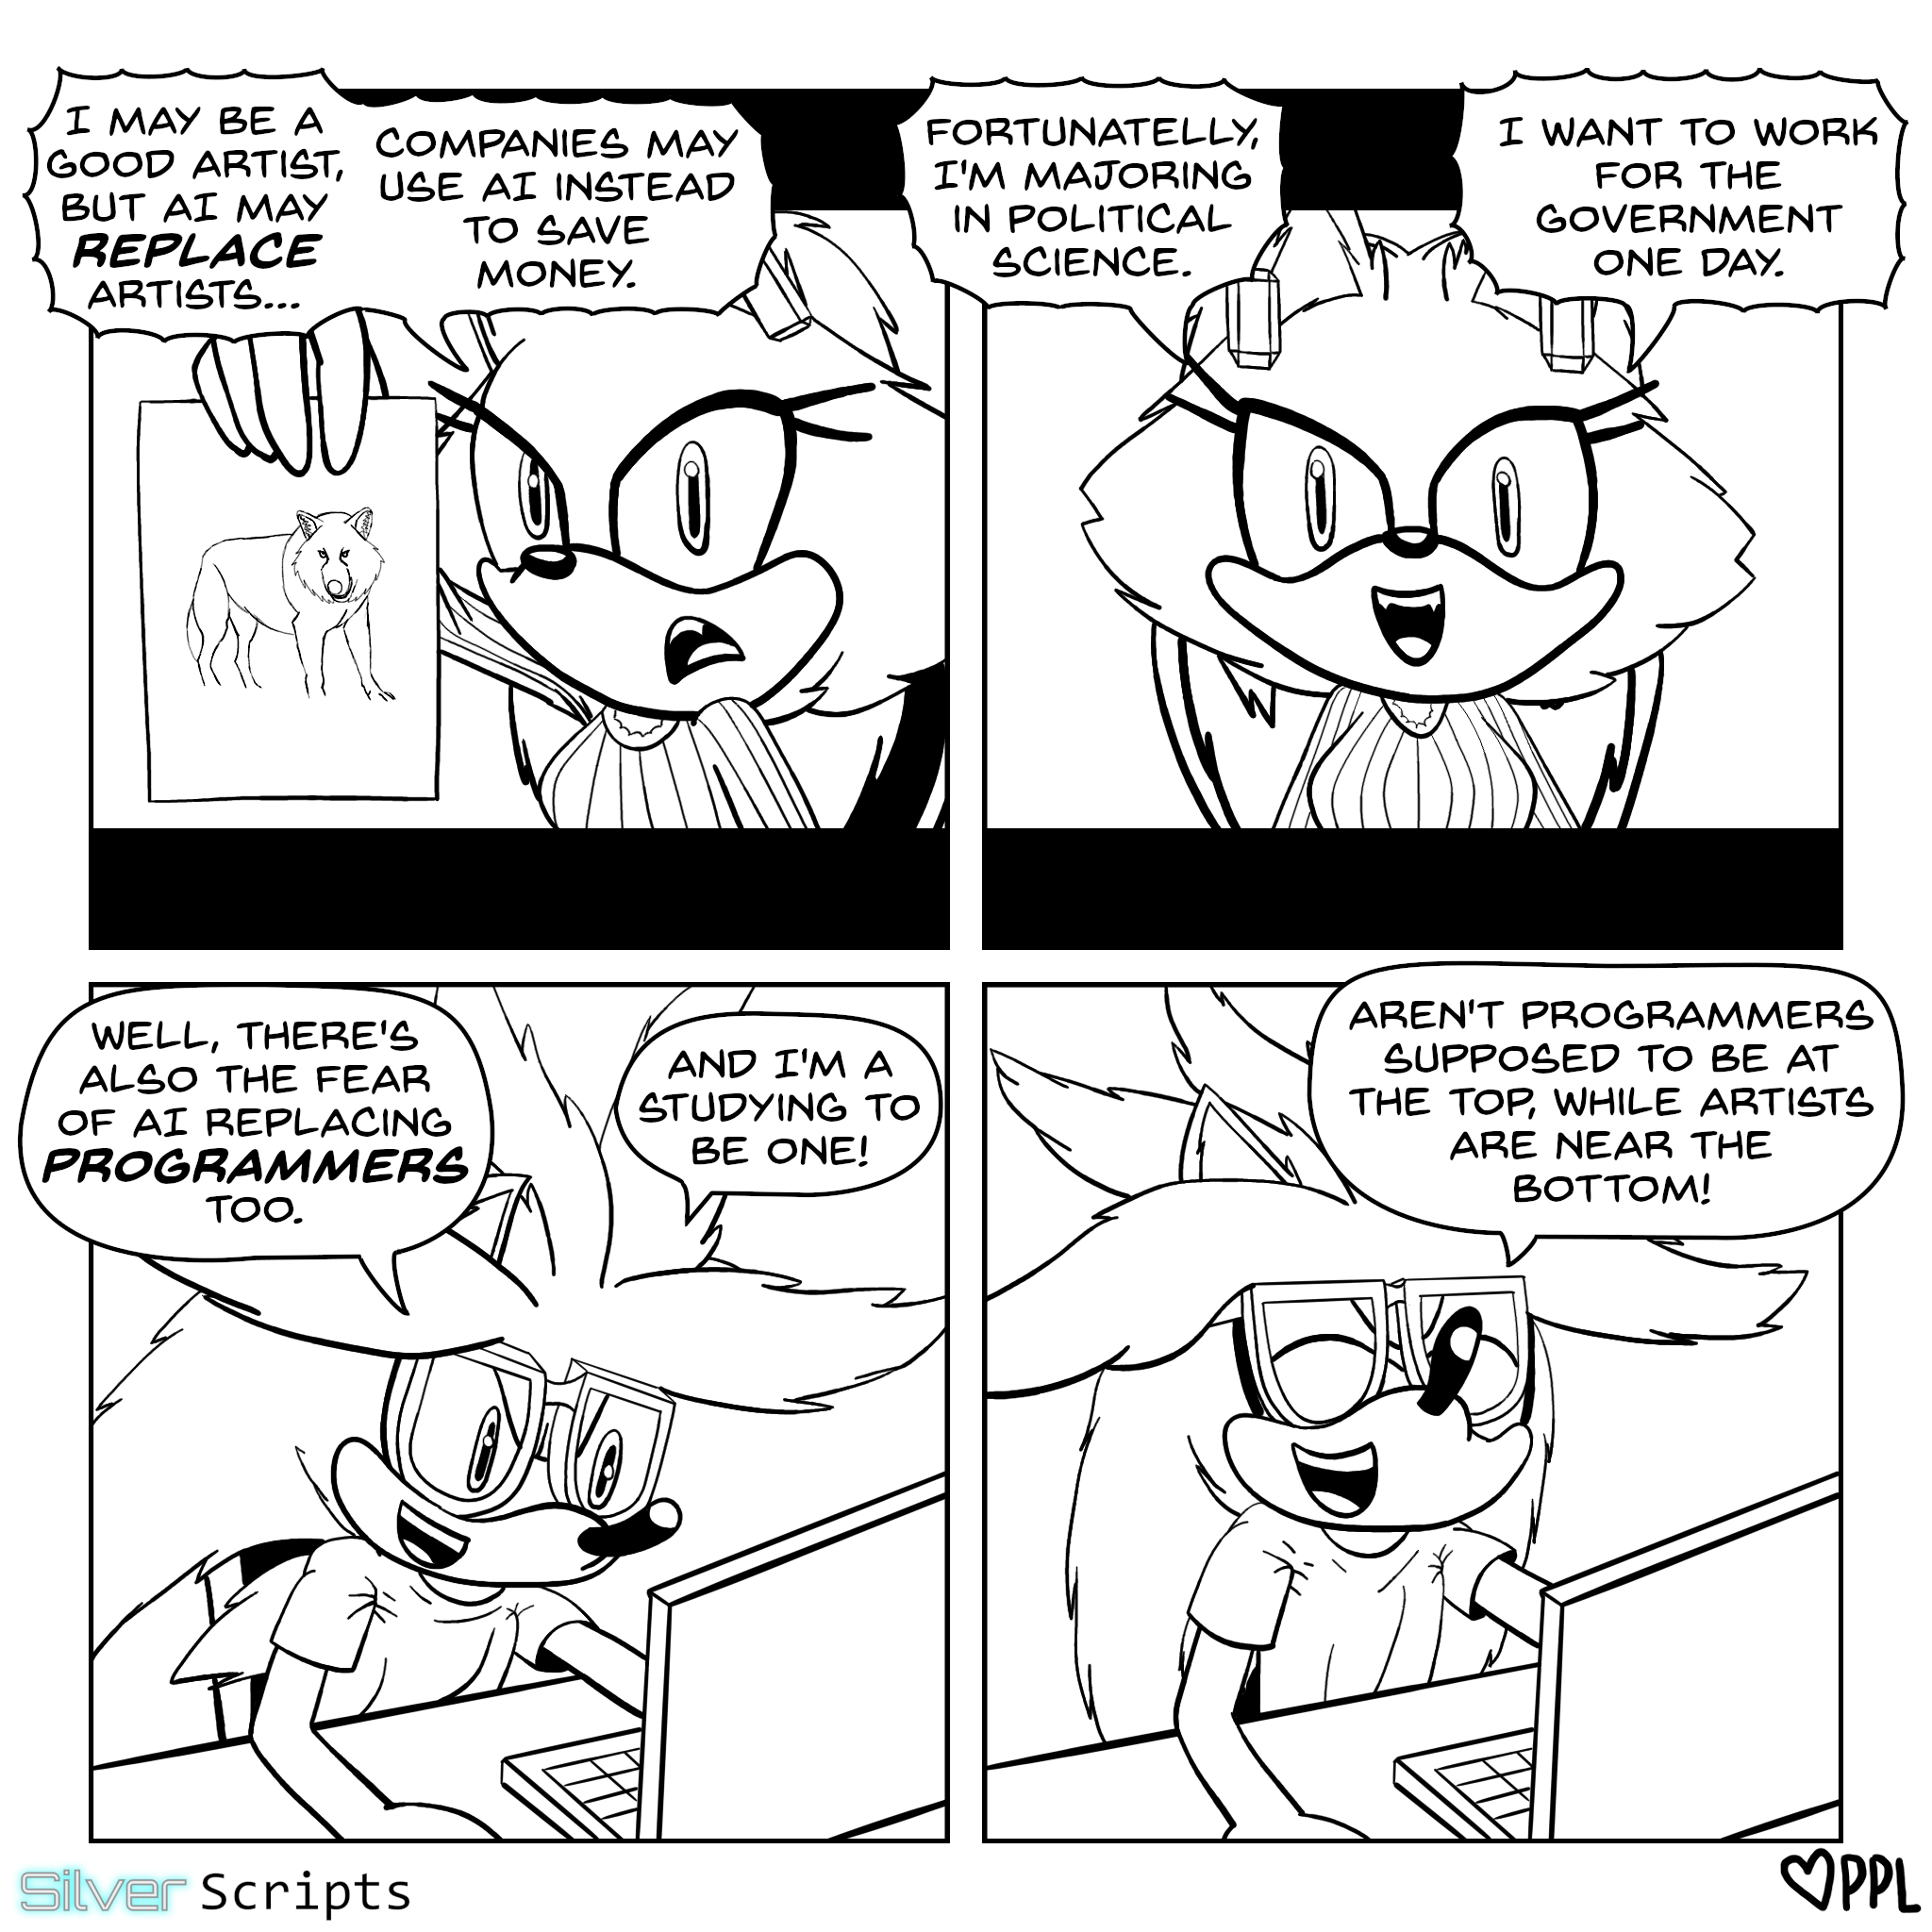 I MAY BE A
GOOD ARTIST,
BUT AI MAY
REPLACE
ARTISTS...
COMPANIES MAY
USE AI INSTEAD
TO SAVE
MONEY.
FORTUNATELLY,
I'M MAJORING
IN POLITICAL
SCIENCE.
I WANT TO WORK
FOR THE
GOVERNMENT
ONE DAY.
WELL, THERE'S
ALSO THE FEAR
OF AI REPLACING
PROGRAMMERS
TOO.
AND I'M A
STUDYING TO
BE ONE!
AREN'T PROGRAMMERS
SUPPOSED TO BE AT
THE TOP, WHILE ARTISTS
ARE NEAR THE
BOTTOM!
Silver Scripts
♡PPL